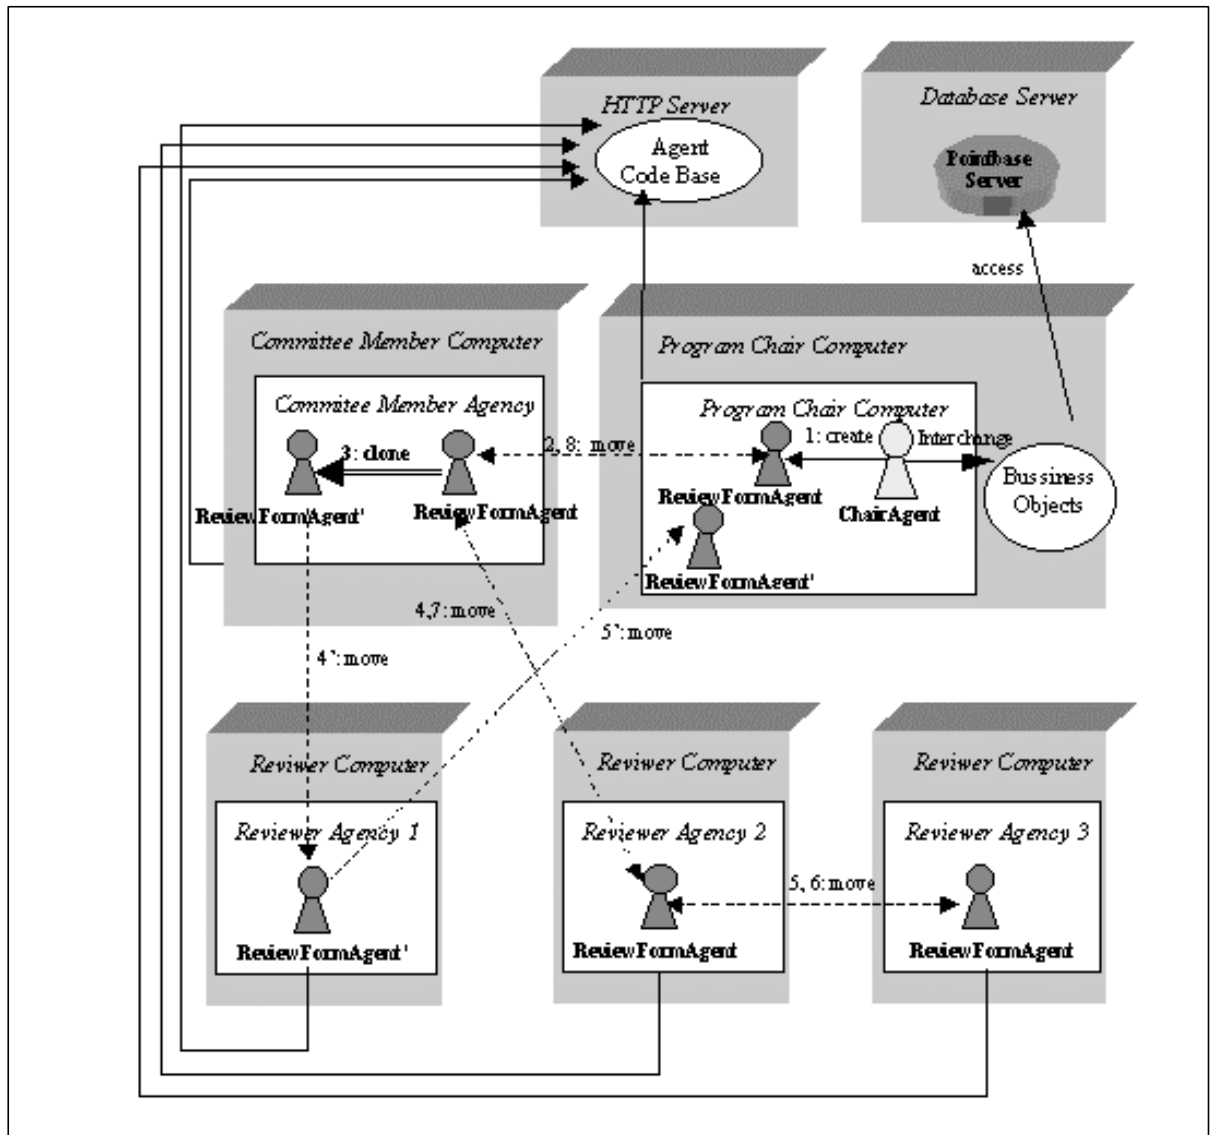 HTTP Server
Agent
Code Base
Database Server
Pointbase
Server
access
Committee Member Computer
Commitee Member Agency
3: clone
ReviewFormAgent'
ReviewFormAgent
2, 8: move
Program Chair Computer
Program Chair Computer
1: create
Interchange
ReviewFormAgent
ChairAgent
ReviewFormAgent'
Bussiness
Objects
4,7: move
5': move
4': move
Reviwer Computer
Reviewer Agency 1
ReviewFormAgent'
Reviwer Computer
Reviewer Agency 2
ReviewFormAgent
5, 6: move
Reviwer Computer
Reviewer Agency 3
ReviewFormAgent